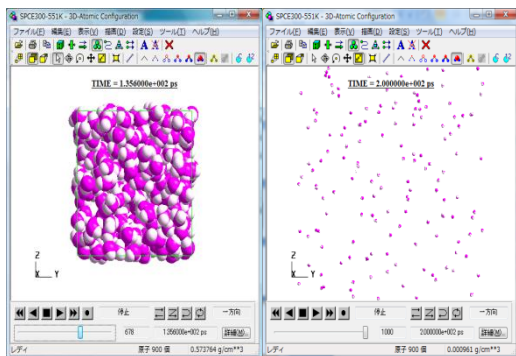 SPCE300-551K - 3D-Atomic Configuration
ファイル(F) 編集(E) 表示(V) 描画(D) 設定(S) ツール(T) ヘルプ(H)
TIME = 1.356000e+002 ps
Z
X Y
停止
一方向
678
1.356000e+002 ps
詳細(M)...
レディ
原子 900 個
0.573764 g/cm**3
SPCE300-551K - 3D-Atomic Configuration
ファイル(F) 編集(E) 表示(V) 描画(D) 設定(S) ツール(T) ヘルプ(H)
TIME = 2.000000e+002 ps
Z
X Y
停止
一方向
1000
2.000000e+002 ps
詳細(M)...
レディ
原子 900 個
0.000961 g/cm**3